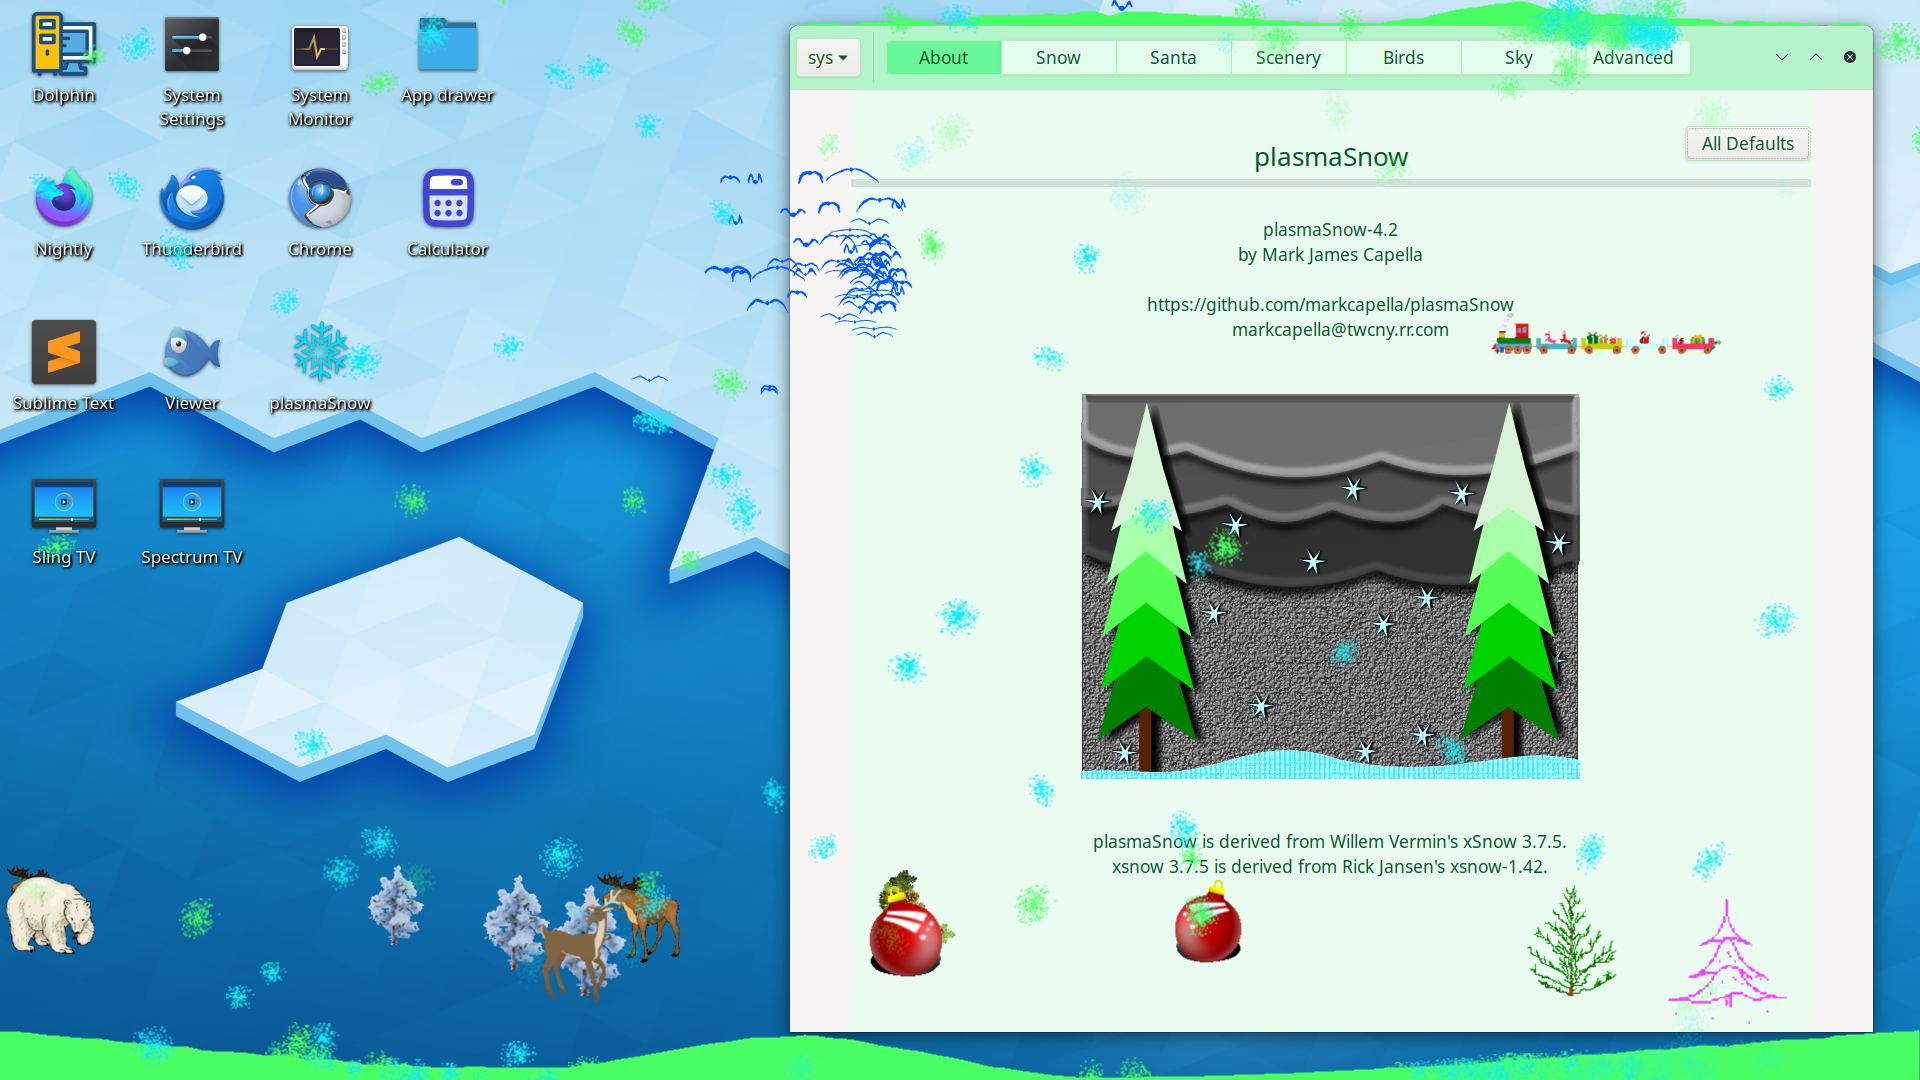 Dolphin
System
Settings
System
Monitor
App drawer
Nightly
Thunderbird
Chrome
Calculator
Sublime Text
Viewer
plasmaSnow
Sling TV
Spectrum TV
sys
About
Snow
Santa
Scenery
Birds
Sky
Advanced
All Defaults
plasmaSnow
plasmaSnow-4.2
by Mark James Capella
https://github.com/markcapella/plasmaSnow
markcapella@twcny.rr.com
plasmaSnow is derived from Willem Vermin's xSnow 3.7.5.
xsnow 3.7.5 is derived from Rick Jansen's xsnow-1.42.